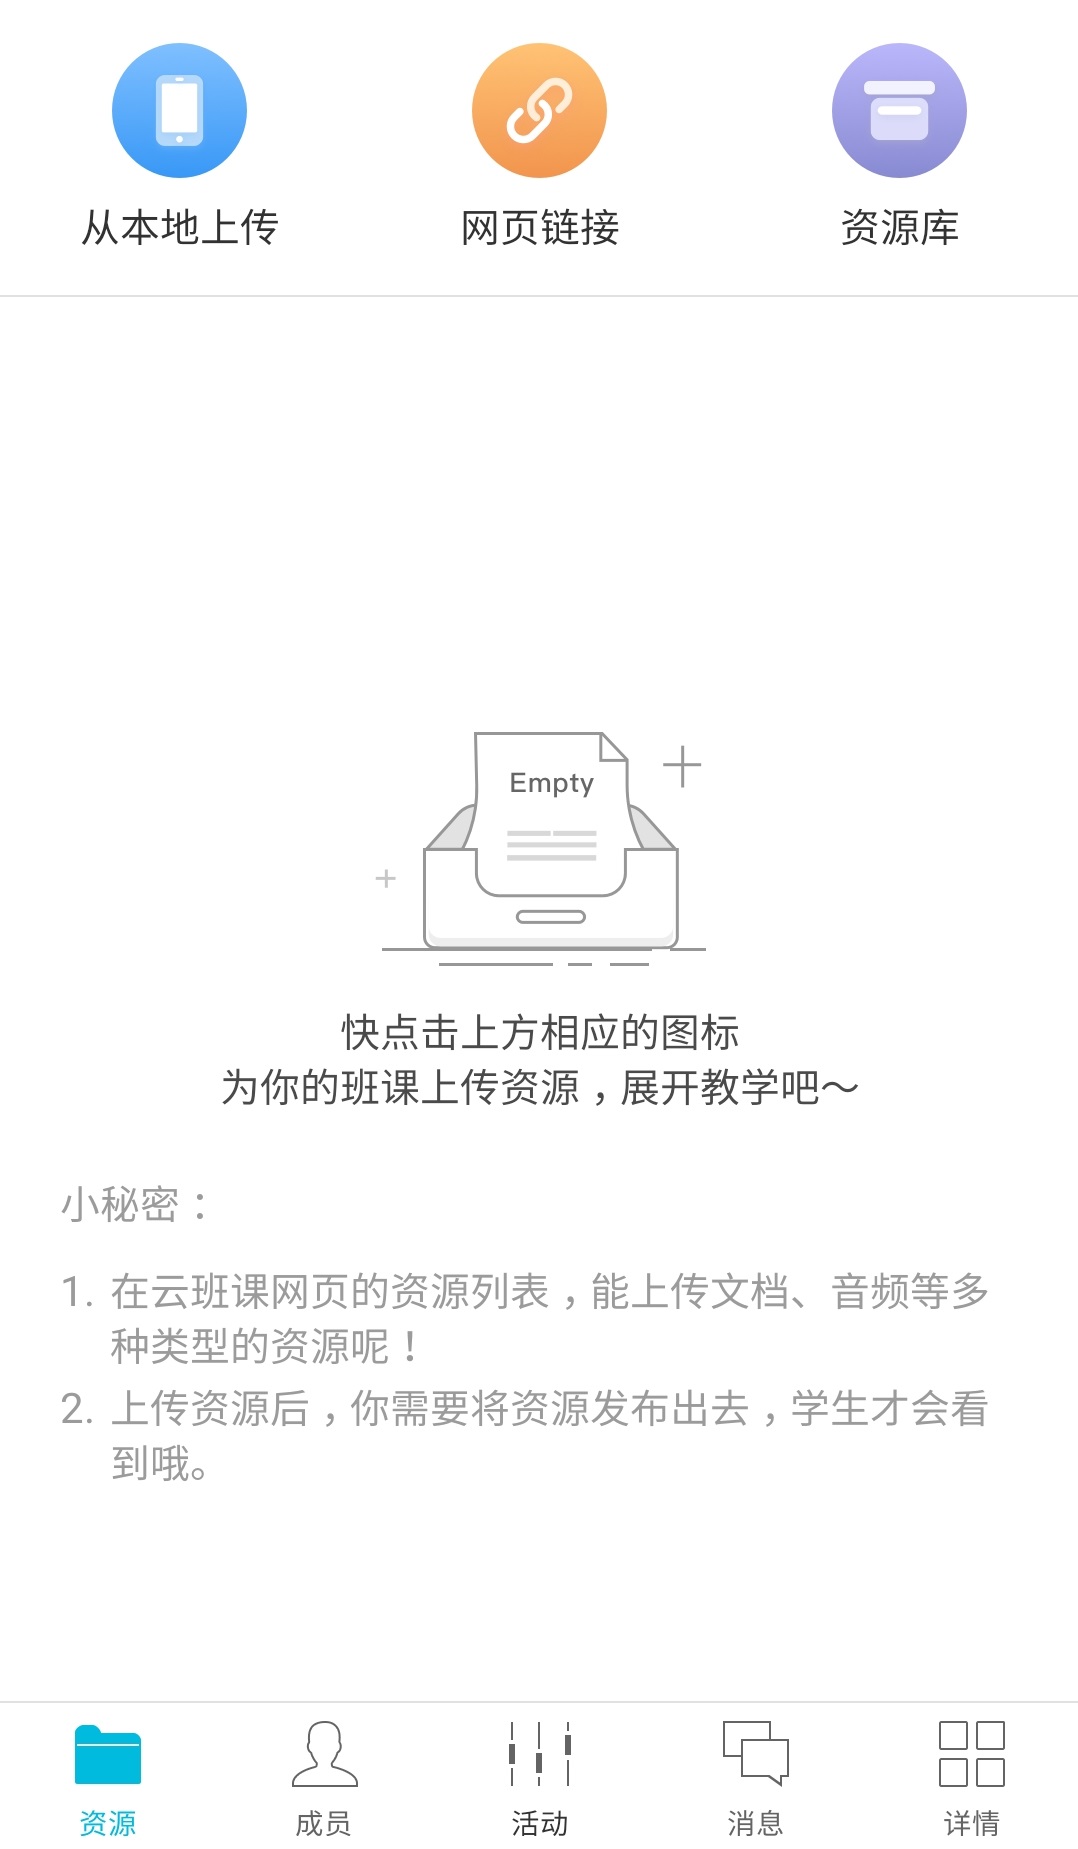 从本地上传
网页链接
资源库
Empty
快点击上方相应的图标
为你的班课上传资源，展开教学吧～
小秘密：
1. 在云班课网页的资源列表，能上传文档、音频等多
种类型的资源呢！
2. 上传资源后，你需要将资源发布出去，学生才会看
到哦。
资源
成员
活动
消息
详情